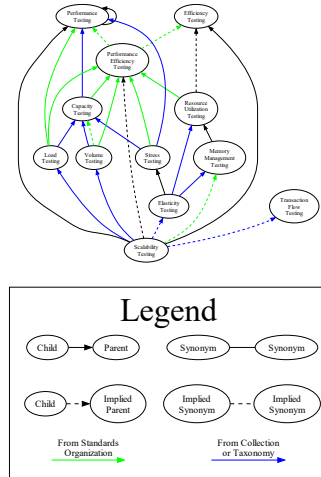 Performance
Testing
Efficiency
Testing
Performance
Efficiency
Testing
Capacity
Testing
Resource
Utilization
Testing
Load
Testing
Volume
Testing
Stress
Testing
Memory
Management
Testing
Elasticity
Testing
Transaction
Flow
Testing
Scalability
Testing
Legend
Child Parent Synonym Synonym
Child Implied Parent Implied Synonym Implied Synonym
From Standards
Organization
From Collection
or Taxonomy